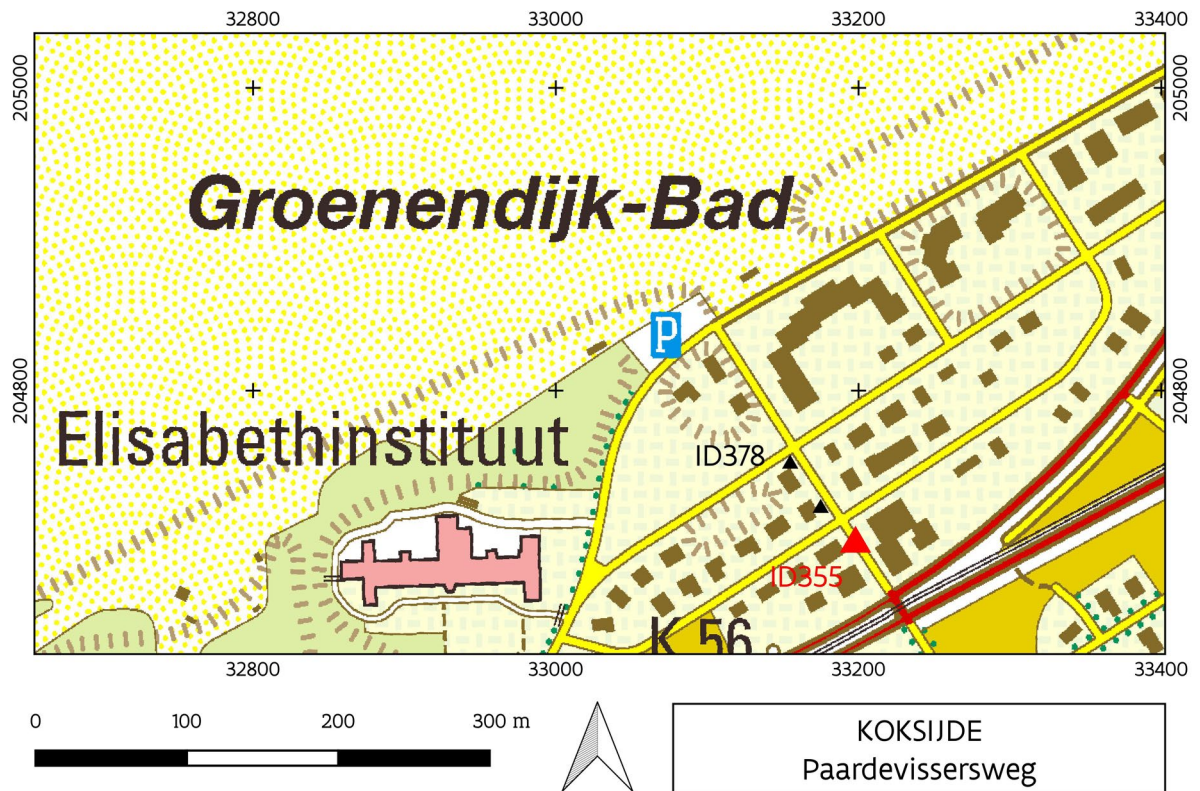 32800 33000 33200 33400
205000 205000
Groenendijk-Bad
P
204800 204800
Elisabethinstituut
ID378
ID355
K 56
32800 33000 33200 33400
0 100 200 300 m
KOKSIJDE
Paardevissersweg